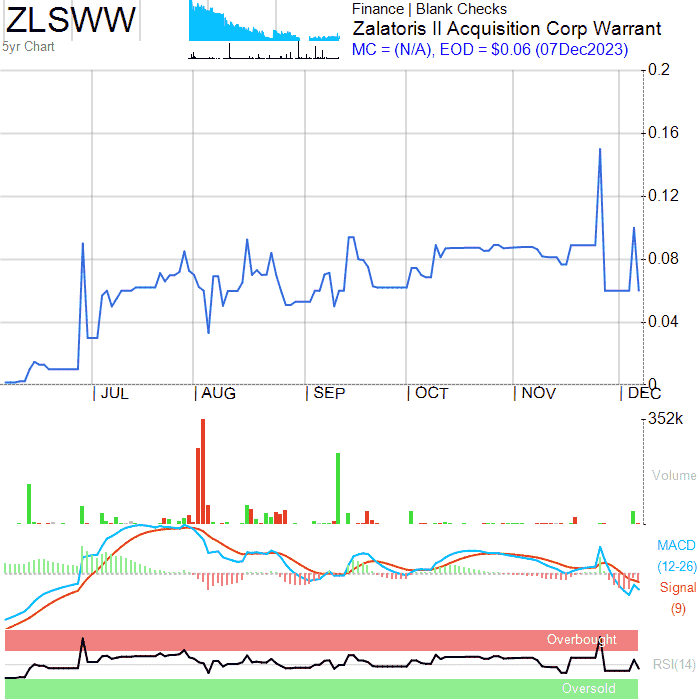 ZLSWW
5yr Chart
Finance | Blank Checks
Zalatoris II Acquisition Corp Warrant
MC = (N/A), EOD = $0.06 (07Dec2023)
0.2
0.16
0.12
0.08
0.04
0
JUL AUG SEP OCT NOV DEC
352k
Volume
MACD
(12-26)
Signal
(9)
Overbought
RSI(14)
Oversold